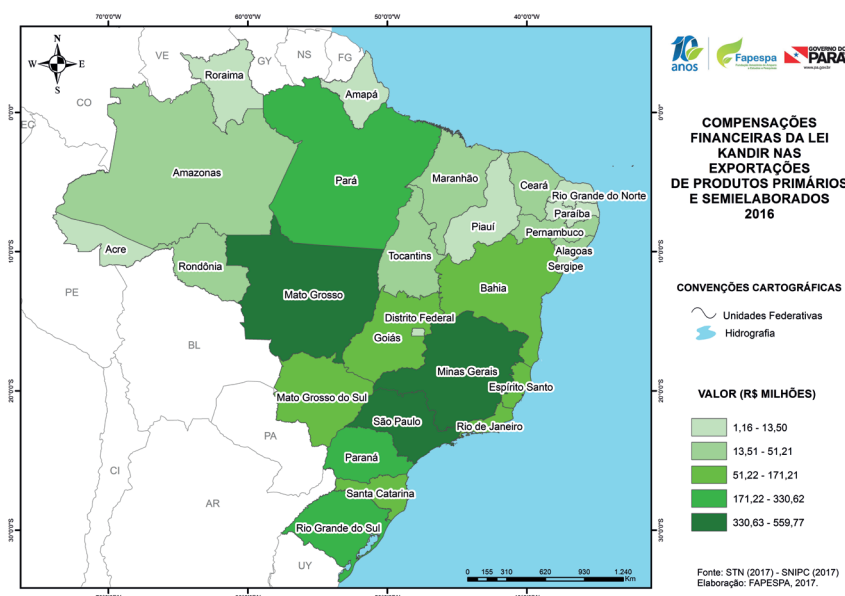 70°0'0"W 60°0'0"W 50°0'0"W 40°0'0"W
N
W E
S
VE
GY
NS
FG
CO
EC
PE
BL
PA
CI
AR
UY
0°0'0"
10°0'0"S
20°0'0"S
30°0'0"S
Roraima
Amapá
Amazonas
Pará
Maranhão
Ceará
Rio Grande do Norte
Paraíba
Piauí
Pernambuco
Acre
Alagoas
Rondônia
Tocantins
Sergipe
Mato Grosso
Bahia
Distrito Federal
Goiás
Minas Gerais
Espírito Santo
Mato Grosso do Sul
São Paulo
Rio de Janeiro
Paraná
Santa Catarina
Rio Grande do Sul
0 155 310 620 930 1.240
Km
10
anos
Fapespa
GOVERNO DO
PARÁ
www.pa.gov.br
COMPENSAÇÕES
FINANCEIRAS DA LEI
KANDIR NAS
EXPORTAÇÕES
DE PRODUTOS PRIMÁRIOS
E SEMIELABORADOS
2016
CONVENÇÕES CARTOGRÁFICAS
Unidades Federativas
Hidrografia
VALOR (R$ MILHÕES)
1,16 - 13,50
13,51 - 51,21
51,22 - 171,21
171,22 - 330,62
330,63 - 559,77
Fonte: STN (2017) - SNIPC (2017)
Elaboração: FAPESPA, 2017.